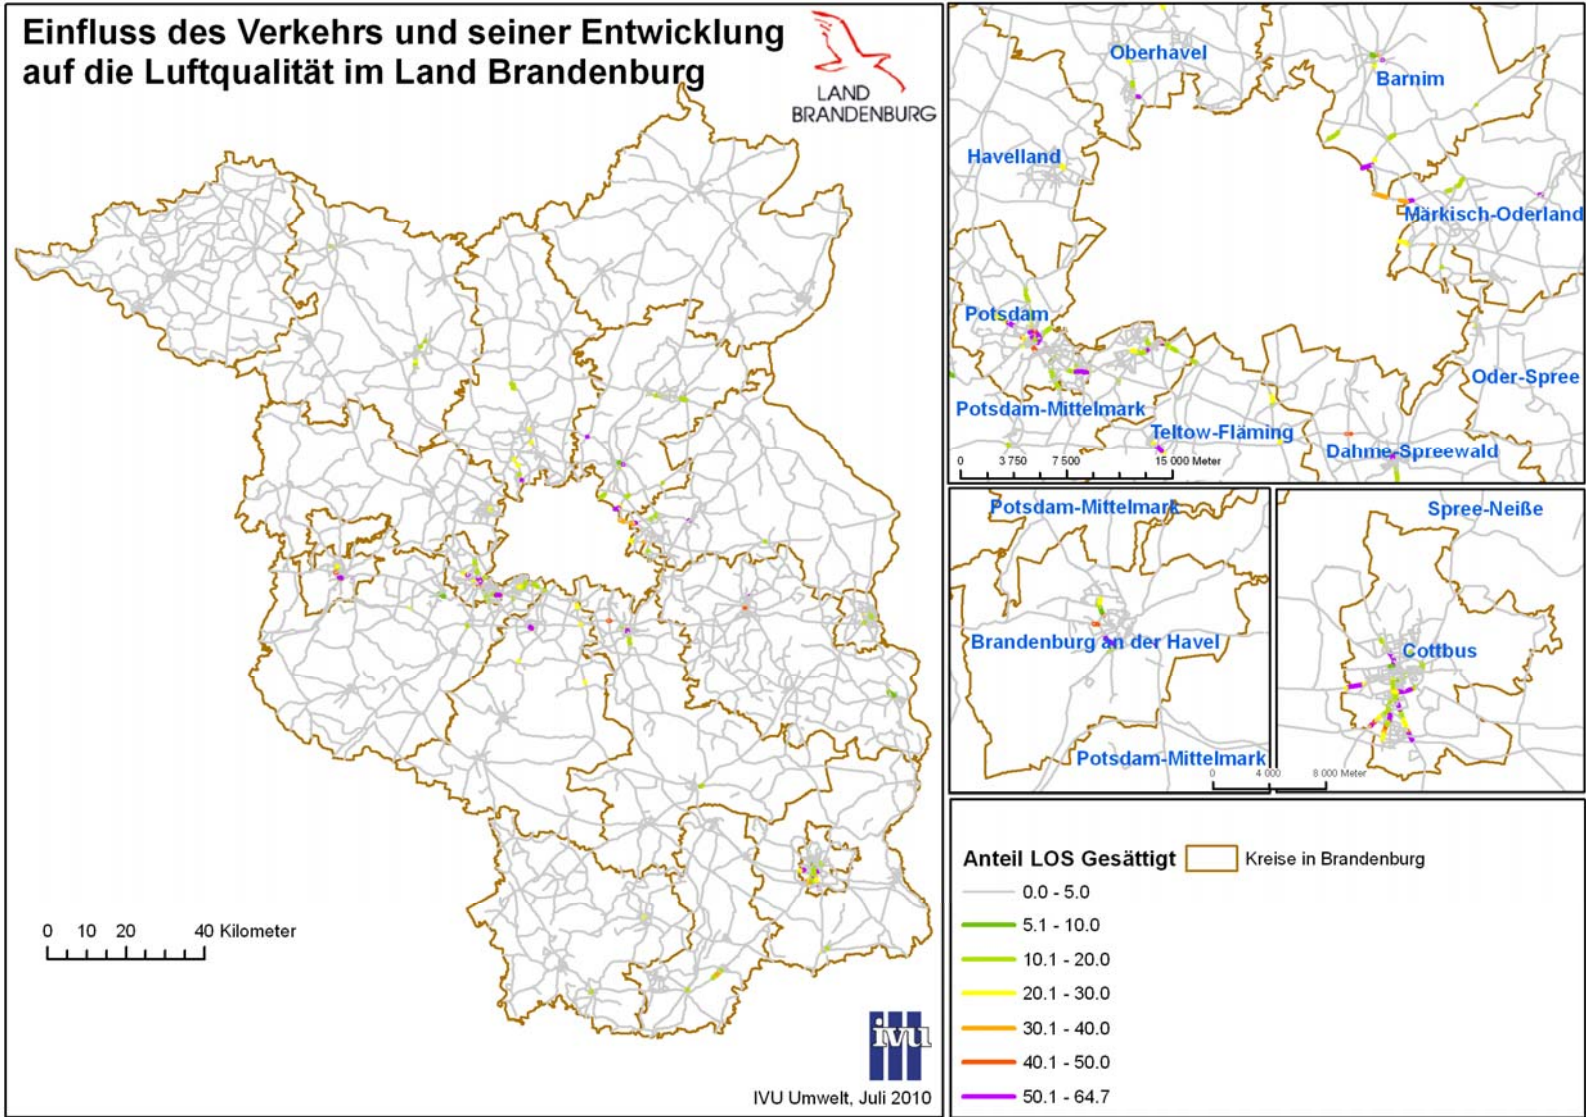 Einfluss des Verkehrs und seiner Entwicklung
auf die Luftqualität im Land Brandenburg
LAND
BRANDENBURG
0 10 20 40 Kilometer
ivu
IVU Umwelt, Juli 2010
Oberhavel
Barnim
Havelland
Märkisch-Oderland
Potsdam
Oder-Spree
Potsdam-Mittelmark
Teltow-Fläming
Dahme-Spreewald
0 3 750 7 500 15 000 Meter
Potsdam-Mittelmark
Brandenburg an der Havel
Potsdam-Mittelmark
Spree-Neiße
Cottbus
0 4 000 8 000 Meter
Anteil LOS Gesättigt
Kreise in Brandenburg
0.0 - 5.0
5.1 - 10.0
10.1 - 20.0
20.1 - 30.0
30.1 - 40.0
40.1 - 50.0
50.1 - 64.7